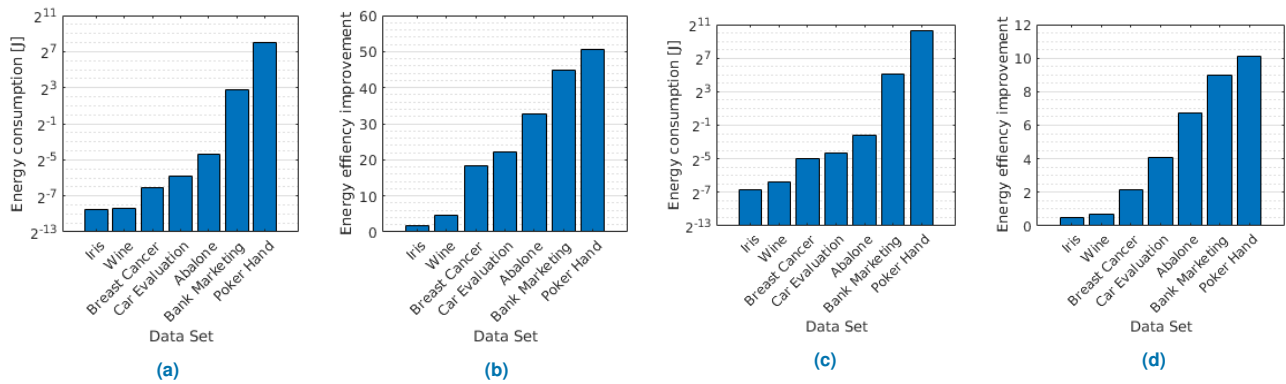 Energy consumption [J]
2^11
2^7
2^3
2^-1
2^-5
2^-7
2^-13
Iris
Wine
Breast Cancer
Car Evaluation
Abalone
Bank Marketing
Poker Hand
Data Set
(a)
Energy effiency improvement
60
50
40
30
20
10
0
Iris
Wine
Breast Cancer
Car Evaluation
Abalone
Bank Marketing
Poker Hand
Data Set
(b)
Energy consumption [J]
2^11
2^7
2^3
2^-1
2^-5
2^-7
2^-13
Iris
Wine
Breast Cancer
Car Evaluation
Abalone
Bank Marketing
Poker Hand
Data Set
(c)
Energy effiency improvement
12
10
8
6
4
2
0
Iris
Wine
Breast Cancer
Car Evaluation
Abalone
Bank Marketing
Poker Hand
Data Set
(d)